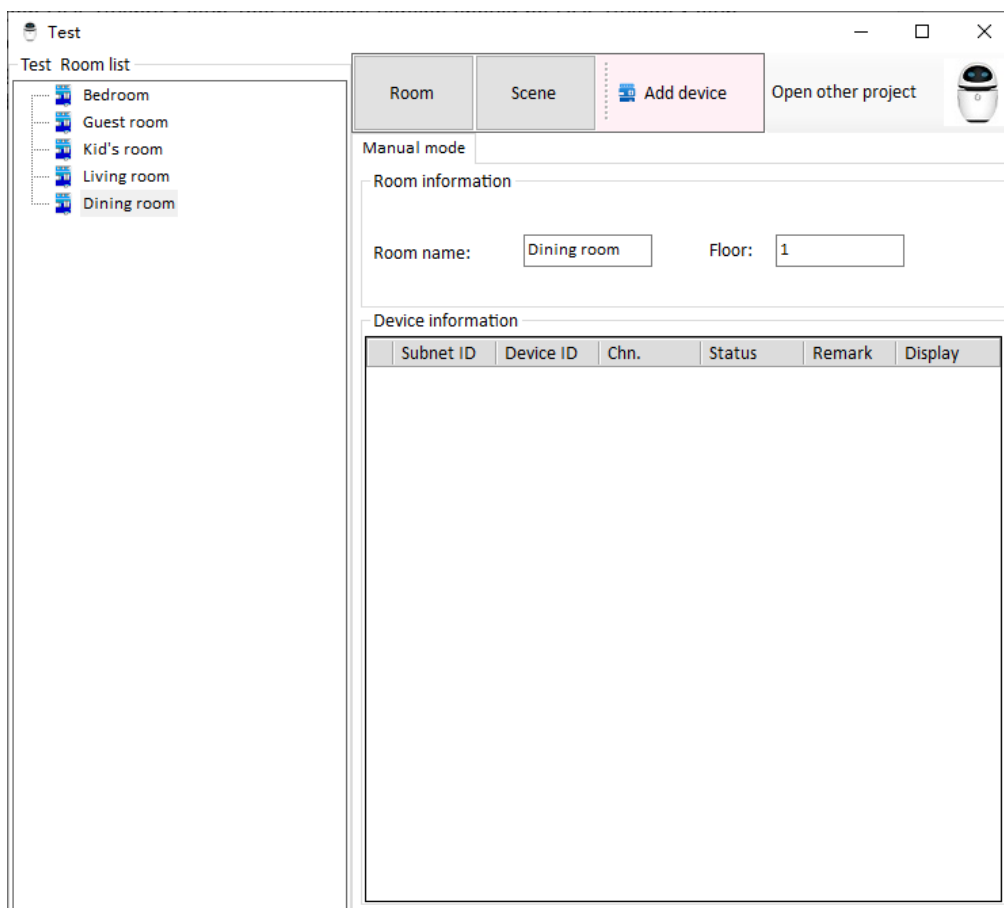 Test
Test Room list
Bedroom
Guest room
Kid's room
Living room
Dining room
Room Scene Add device Open other project
Manual mode
Room information
Room name: Dining room Floor: 1
Device information
Subnet ID Device ID Chn. Status Remark Display